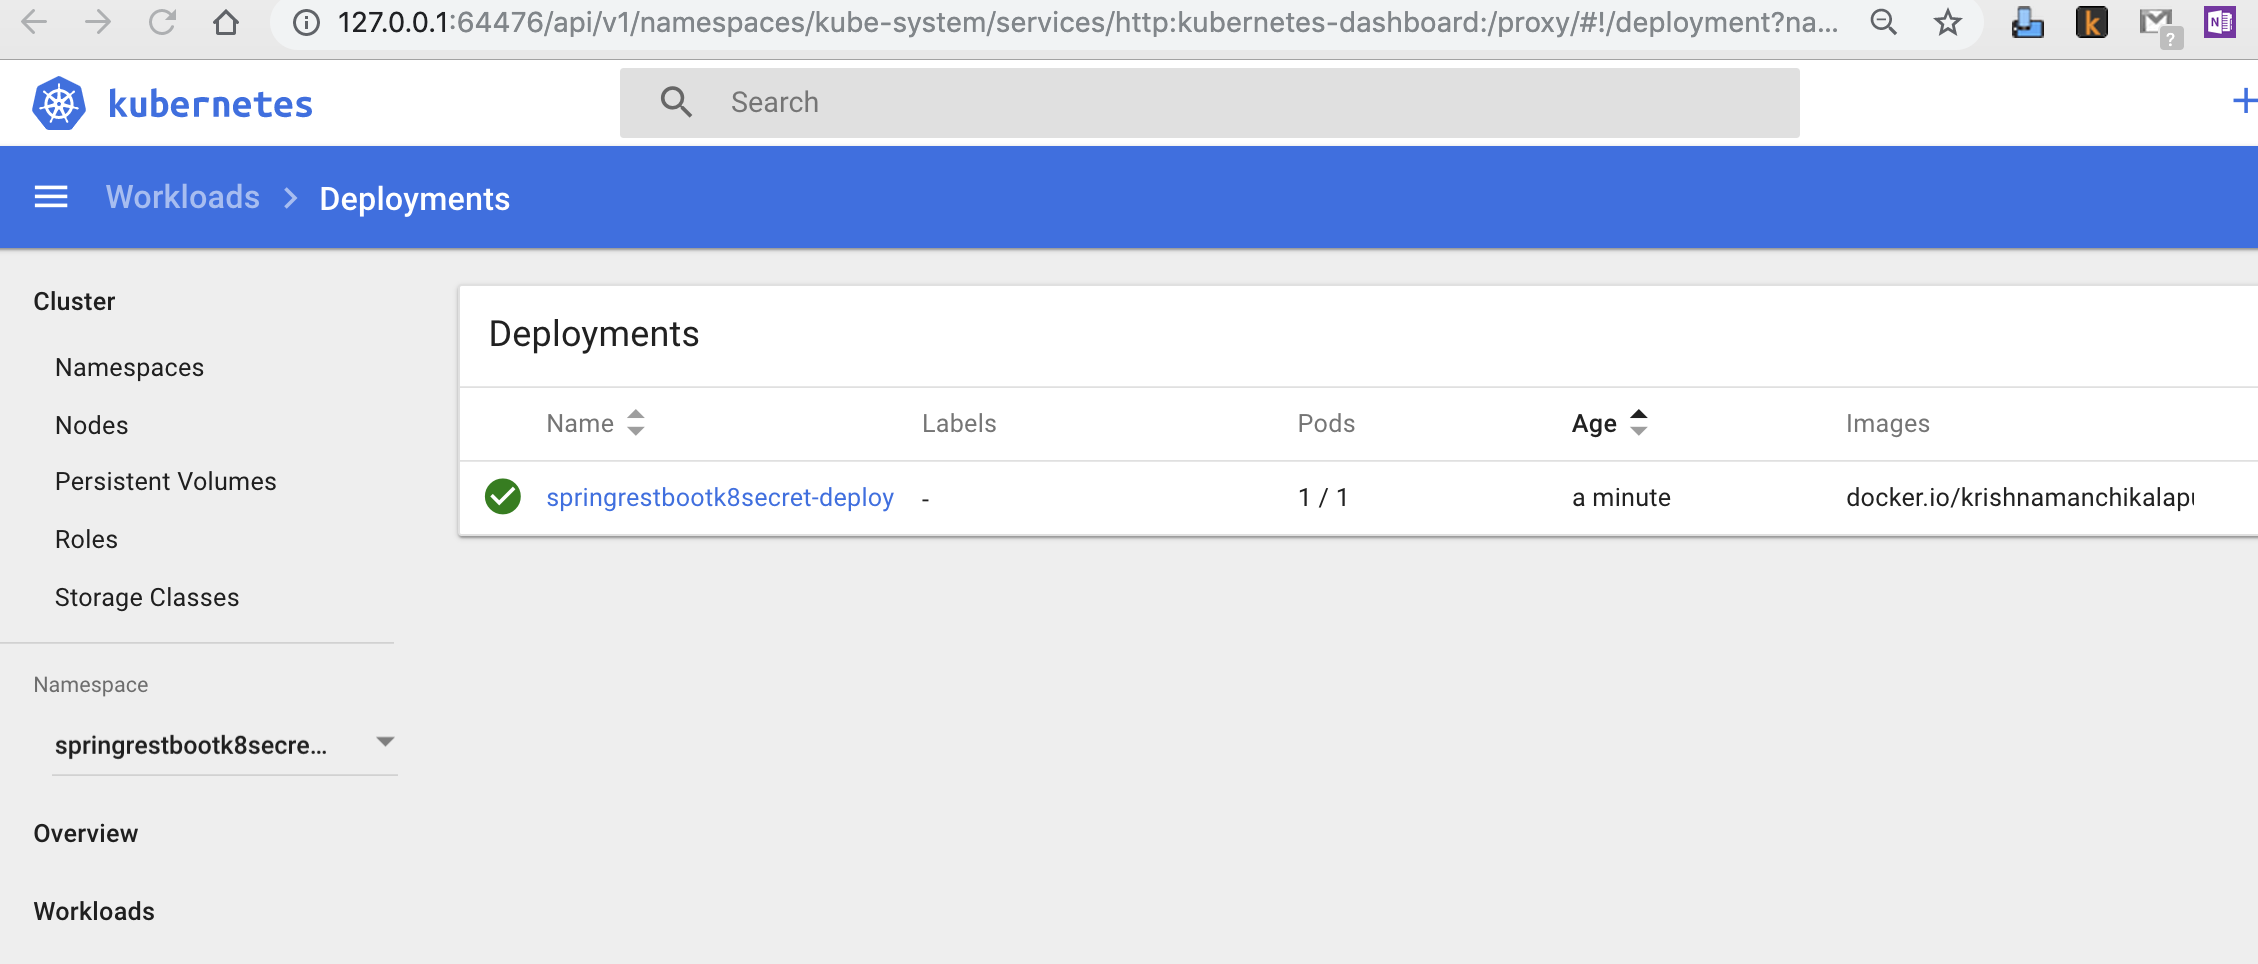 127.0.0.1:64476/api/v1/namespaces/kube-system/services/http:kubernetes-dashboard:/proxy/#!/deployment?na...
kubernetes
Search
+
Workloads > Deployments
Cluster
Namespaces
Nodes
Persistent Volumes
Roles
Storage Classes
Namespace
springrestbootk8secre...
Overview
Workloads
Deployments
Name Labels Pods Age Images
springrestbootk8secret-deploy - 1 / 1 a minute docker.io/krishnamanchikalapu